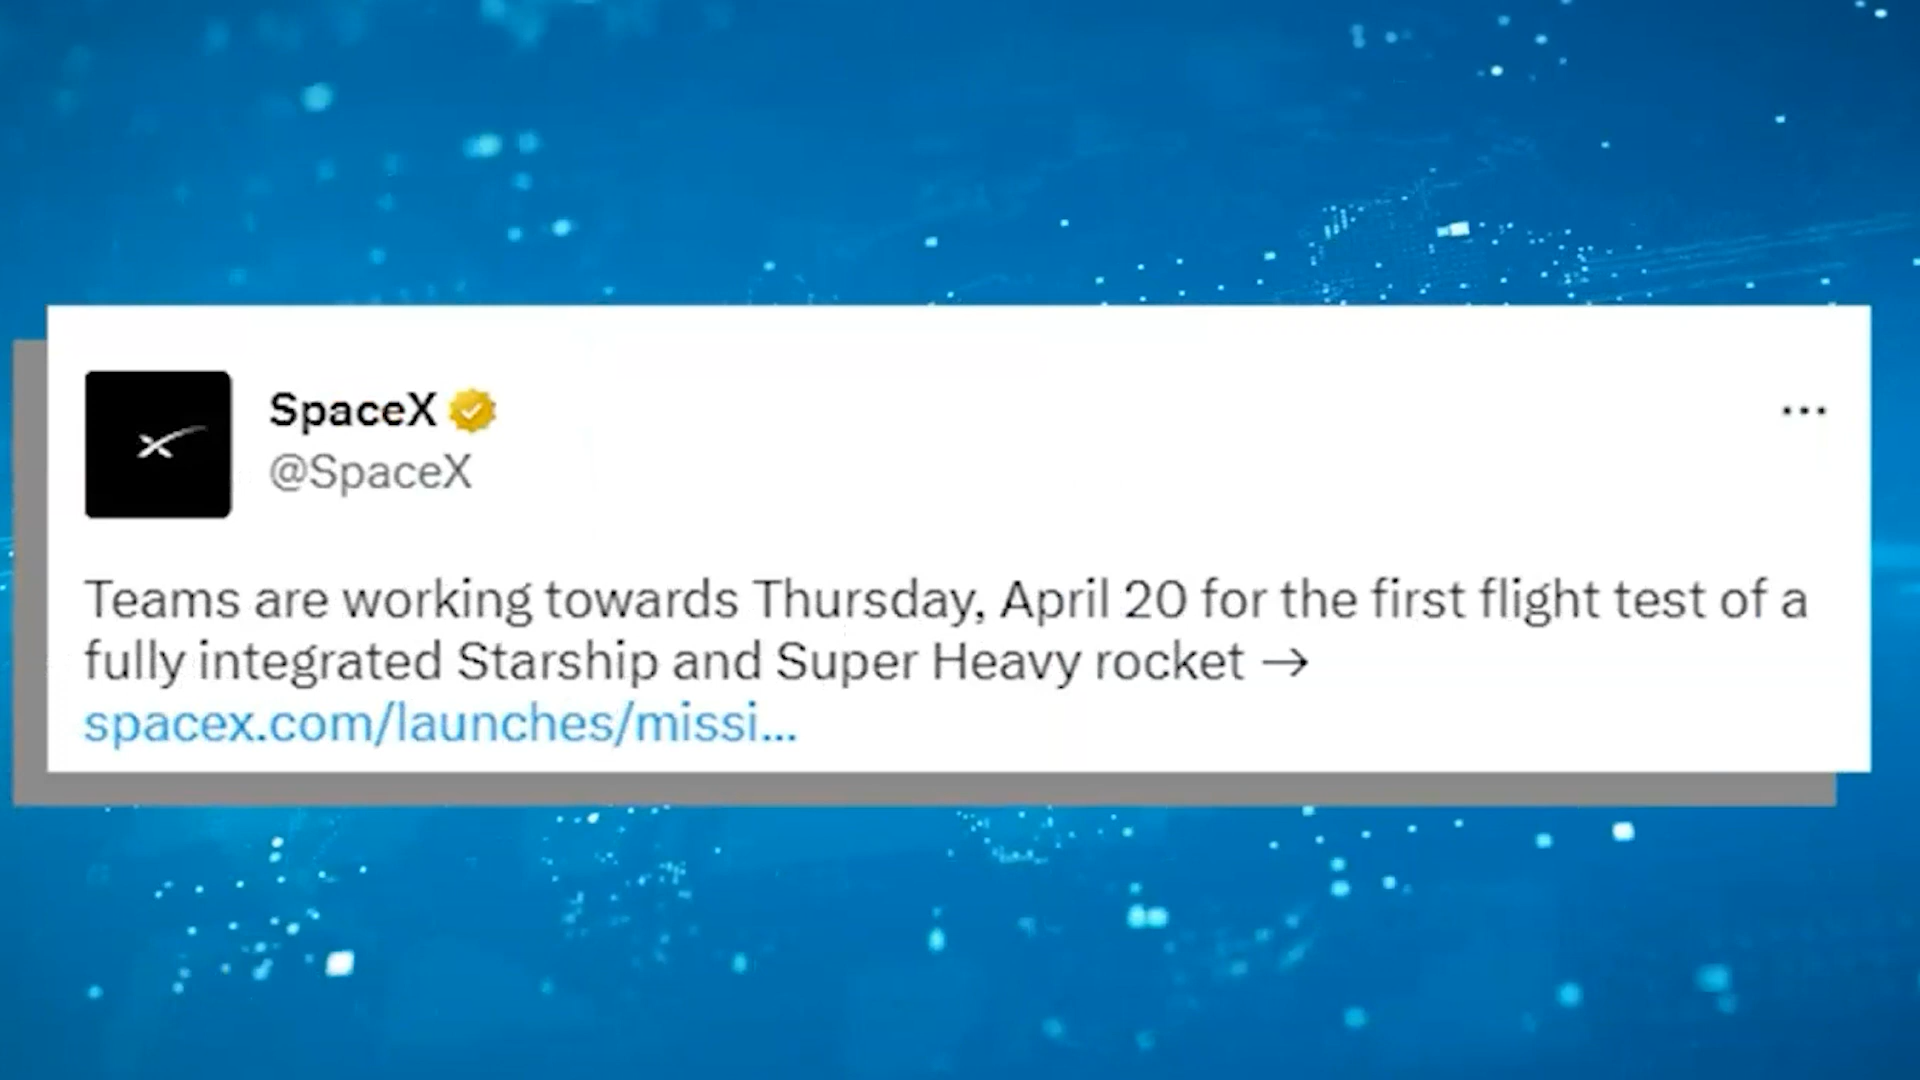 SpaceX
@SpaceX
...
Teams are working towards Thursday, April 20 for the first flight test of a
fully integrated Starship and Super Heavy rocket →
spacex.com/launches/missi...